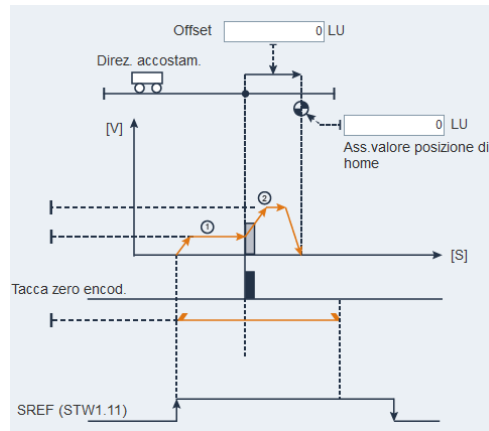 Offset 0 LU
Direz. accostam.
[V]
0 LU
Ass.valore posizione di
home
2
1
[S]
Tacca zero encod.
SREF (STW1.11)